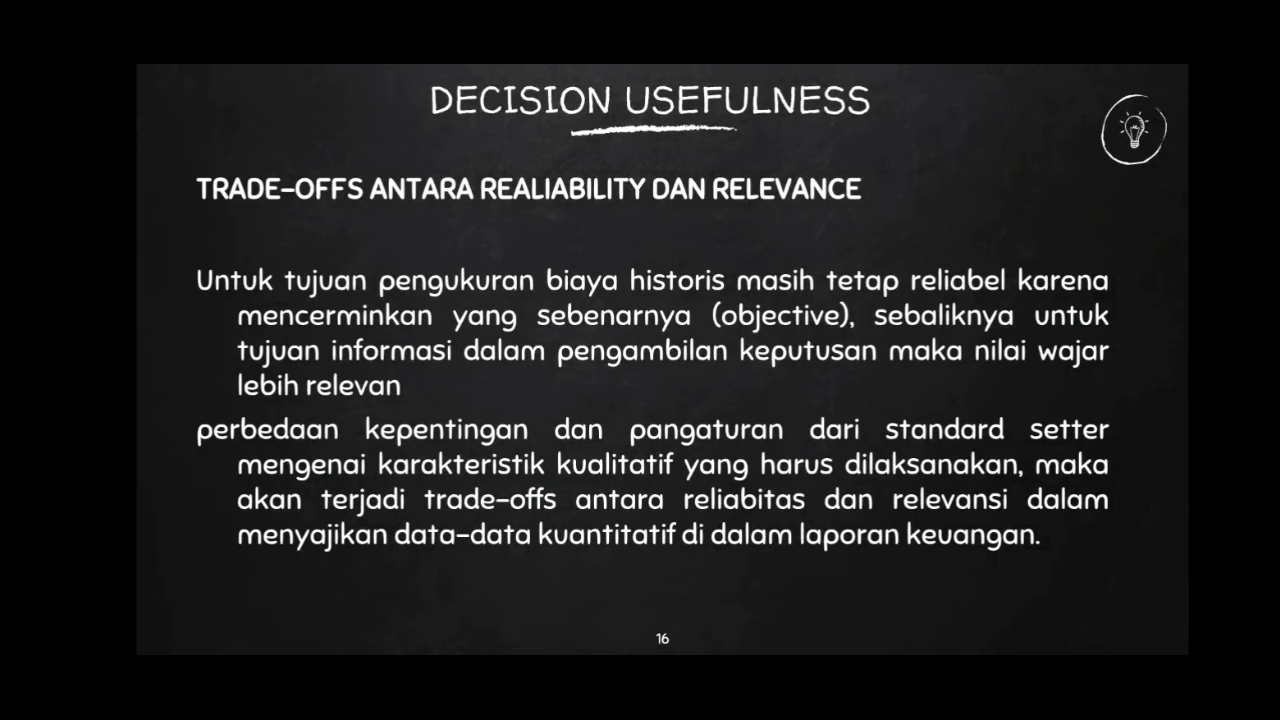 DECISION USEFULNESS
TRADE-OFFS ANTARA REALIABILITY DAN RELEVANCE
Untuk tujuan pengukuran biaya historis masih tetap reliabel karena
mencerminkan yang sebenarnya (objective), sebaliknya untuk
tujuan informasi dalam pengambilan keputusan maka nilai wajar
lebih relevan
perbedaan kepentingan dan pangaturan dari standard setter
mengenai karakteristik kualitatif yang harus dilaksanakan, maka
akan terjadi trade-offs antara reliabitas dan relevansi dalam
menyajikan data-data kuantitatif di dalam laporan keuangan.
16